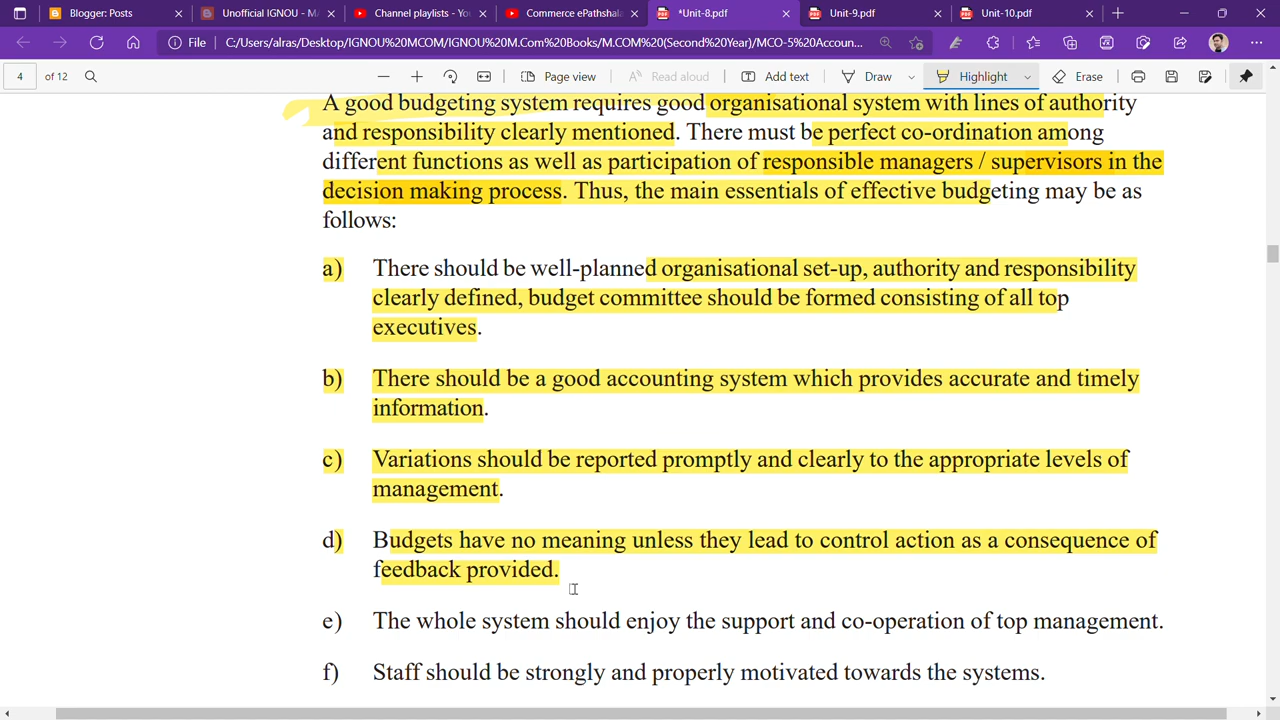 Blogger: Posts
Unofficial IGNOU - M
Channel playlists - You
Commerce ePathshala
*Unit-8.pdf
Unit-9.pdf
Unit-10.pdf
File
C:/Users/alras/Desktop/IGNOU%20MCOM/IGNOU%20M.Com%20Books/M.COM%20(Second%20Year)/MCO-5%20Accoun...
4 of 12
Page view
Read aloud
Add text
Draw
Highlight
Erase
A good budgeting system requires good organisational system with lines of authority
and responsibility clearly mentioned. There must be perfect co-ordination among
different functions as well as participation of responsible managers / supervisors in the
decision making process. Thus, the main essentials of effective budgeting may be as
follows:
a) There should be well-planned organisational set-up, authority and responsibility
clearly defined, budget committee should be formed consisting of all top
executives.
b) There should be a good accounting system which provides accurate and timely
information.
c) Variations should be reported promptly and clearly to the appropriate levels of
management.
d) Budgets have no meaning unless they lead to control action as a consequence of
feedback provided.
e) The whole system should enjoy the support and co-operation of top management.
f) Staff should be strongly and properly motivated towards the systems.